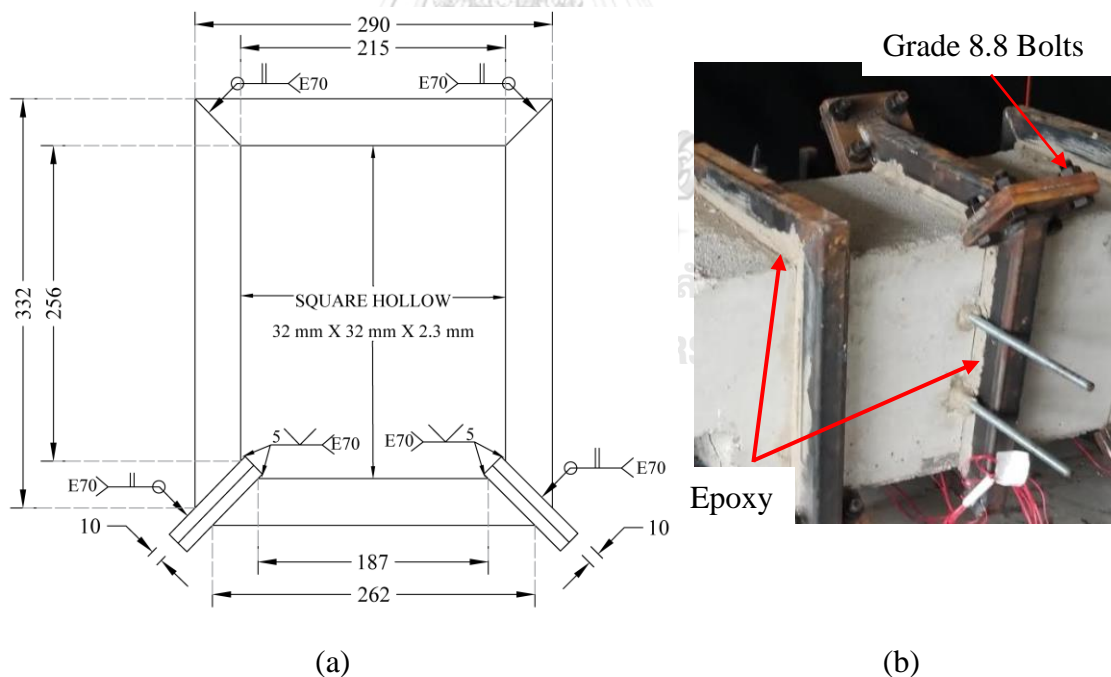 290
215
E70 E70
Grade 8.8 Bolts
332
256
SQUARE HOLLOW
32 mm X 32 mm X 2.3 mm
5 E70
E70 5
E70
E70
10
10
187
262
Epoxy
(a)
(b)